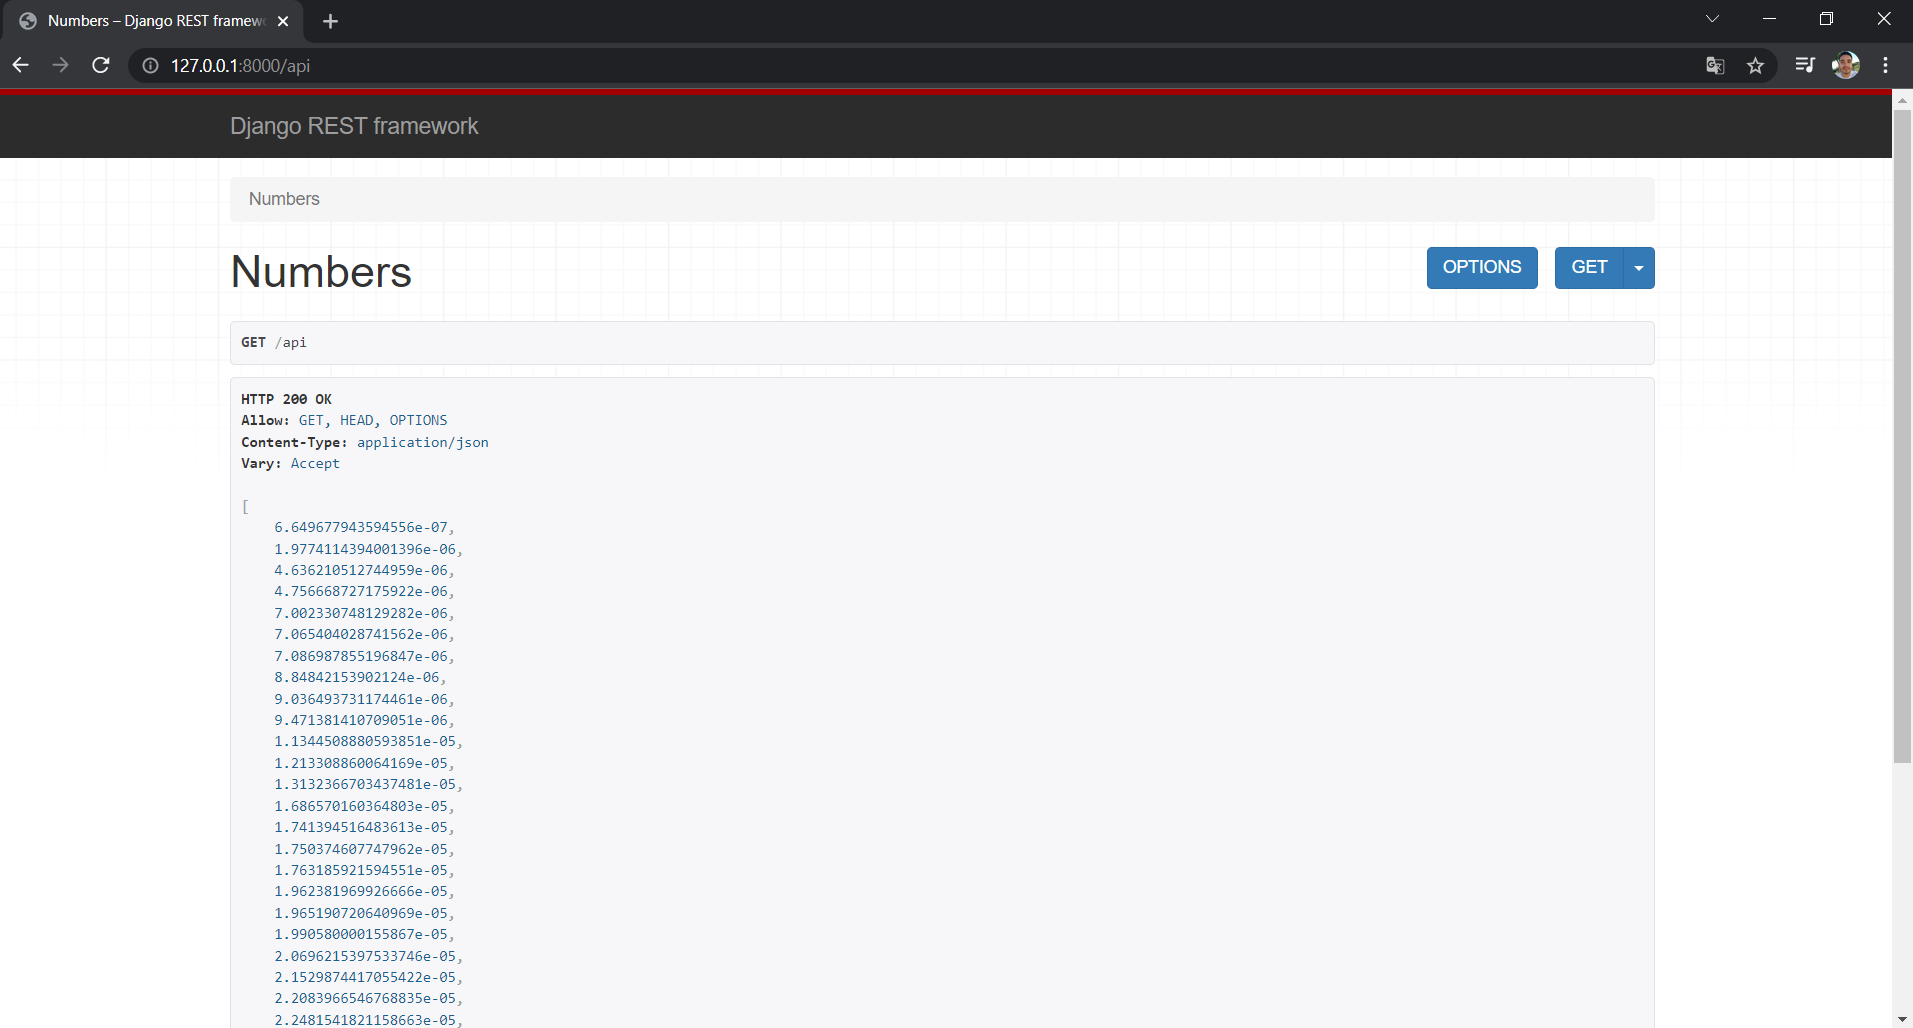 Numbers – Django REST framew
127.0.0.1:8000/api
Django REST framework
Numbers
Numbers
OPTIONS
GET
GET /api
HTTP 200 OK
Allow: GET, HEAD, OPTIONS
Content-Type: application/json
Vary: Accept
[
6.649677943594556e-07,
1.9774114394001396e-06,
4.636210512744959e-06,
4.756668727175922e-06,
7.002330748129282e-06,
7.065404028741562e-06,
7.086987855196847e-06,
8.84842153902124e-06,
9.036493731174461e-06,
9.471381410709051e-06,
1.1344508880593851e-05,
1.213308860064169e-05,
1.3132366703437481e-05,
1.686570160364803e-05,
1.741394516483613e-05,
1.750374607747962e-05,
1.763185921594551e-05,
1.962381969926666e-05,
1.965190720640969e-05,
1.990580000155867e-05,
2.0696215397533746e-05,
2.1529874417055422e-05,
2.2083966546768835e-05,
2.2481541821158663e-05,